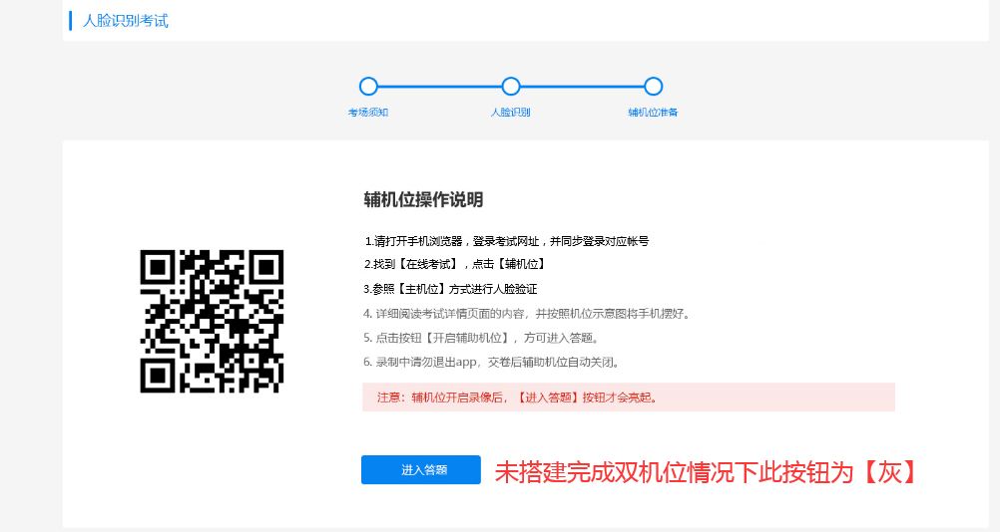 人脸识别考试
考场须知
人脸识别
辅机位准备
辅机位操作说明
1.请打开手机浏览器，登录考试网址，并同步登录对应帐号
2.找到【在线考试】，点击【辅机位】
3.参照【主机位】方式进行人脸验证
4. 详细阅读考试详情页面的内容，并按照机位示意图将手机摆好。
5. 点击按钮【开启辅助机位】，方可进入答题。
6. 录制中请勿退出app，交卷后辅助机位自动关闭。
注意：辅机位开启录像后，【进入答题】按钮才会亮起。
进入答题
未搭建完成双机位情况下此按钮为【灰】